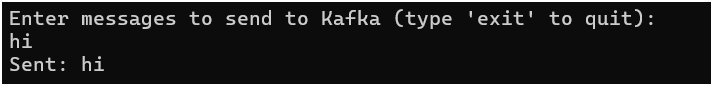 Enter messages to send to Kafka (type 'exit' to quit):
hi
Sent: hi